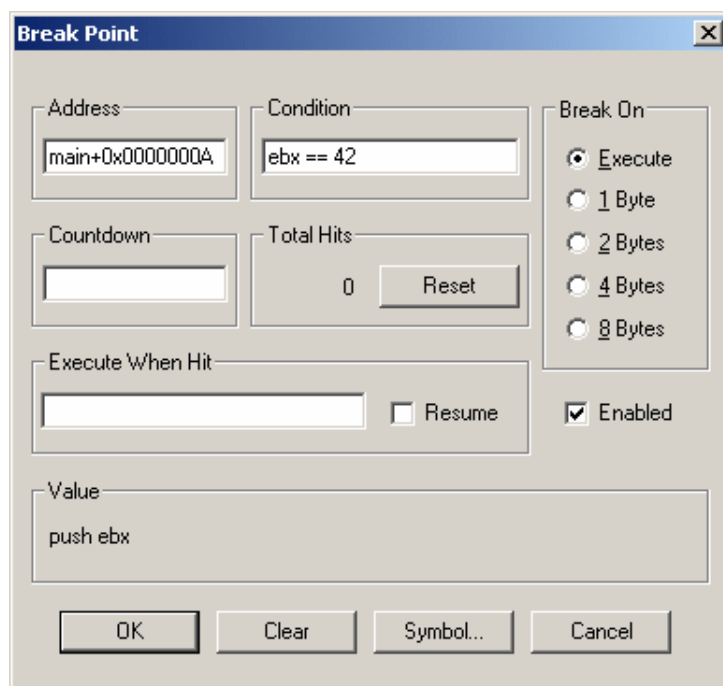 Break Point
Address
main+0x0000000A
Condition
ebx == 42
Break On
Execute
1 Byte
2 Bytes
4 Bytes
8 Bytes
Countdown
Total Hits
0
Reset
Execute When Hit
Resume
Enabled
Value
push ebx
OK
Clear
Symbol...
Cancel